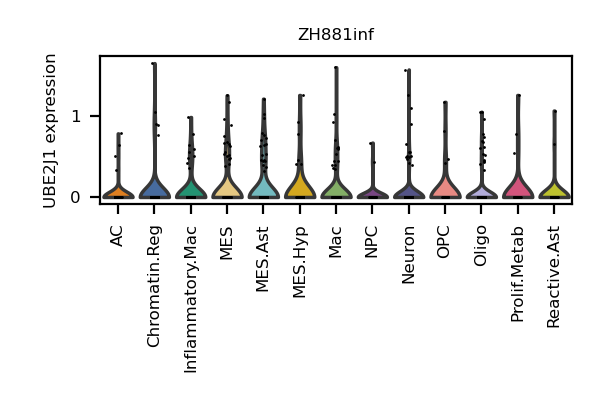 ZH881inf
UBE2J1 expression
1
0
AC
Chromatin.Reg
Inflammatory.Mac
MES
MES.Ast
MES.Hyp
Mac
NPC
Neuron
OPC
Oligo
Prolif.Metab
Reactive.Ast